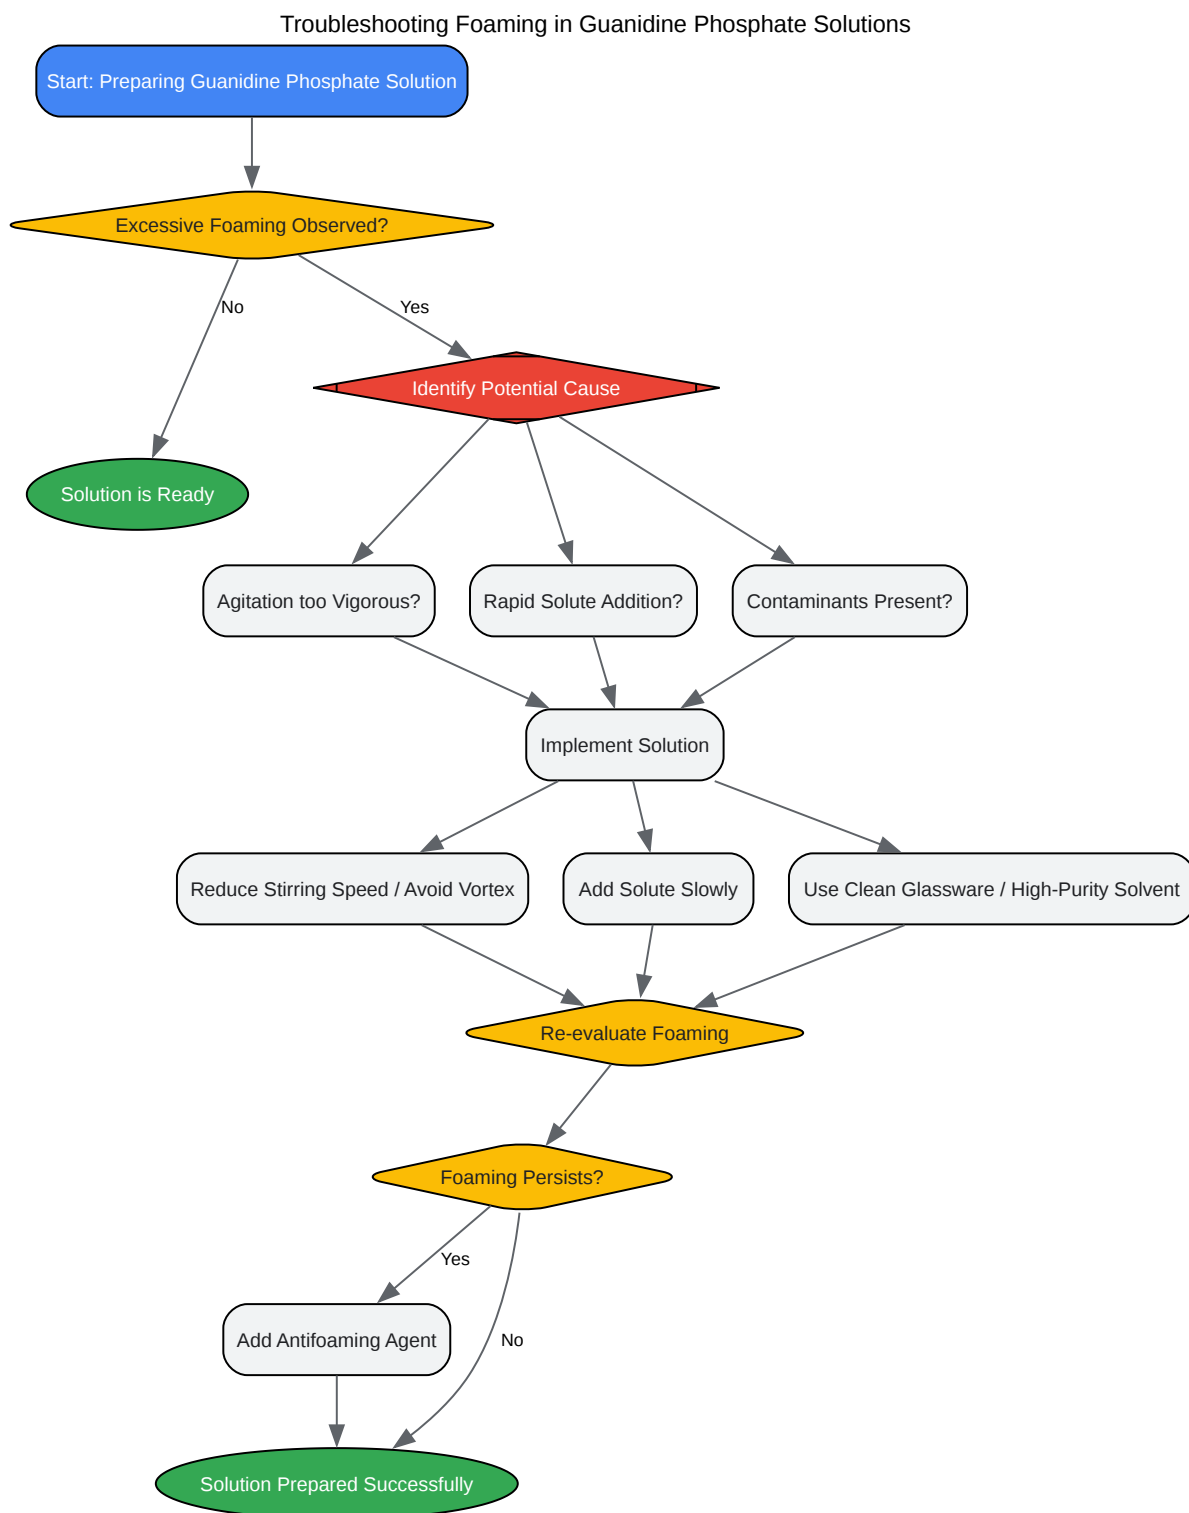 Troubleshooting Foaming in Guanidine Phosphate Solutions
Start: Preparing Guanidine Phosphate Solution
Excessive Foaming Observed?
No
Yes
Identify Potential Cause
Solution is Ready
Agitation too Vigorous?
Rapid Solute Addition?
Contaminants Present?
Implement Solution
Reduce Stirring Speed / Avoid Vortex
Add Solute Slowly
Use Clean Glassware / High-Purity Solvent
Re-evaluate Foaming
Foaming Persists?
Yes
Add Antifoaming Agent
No
Solution Prepared Successfully